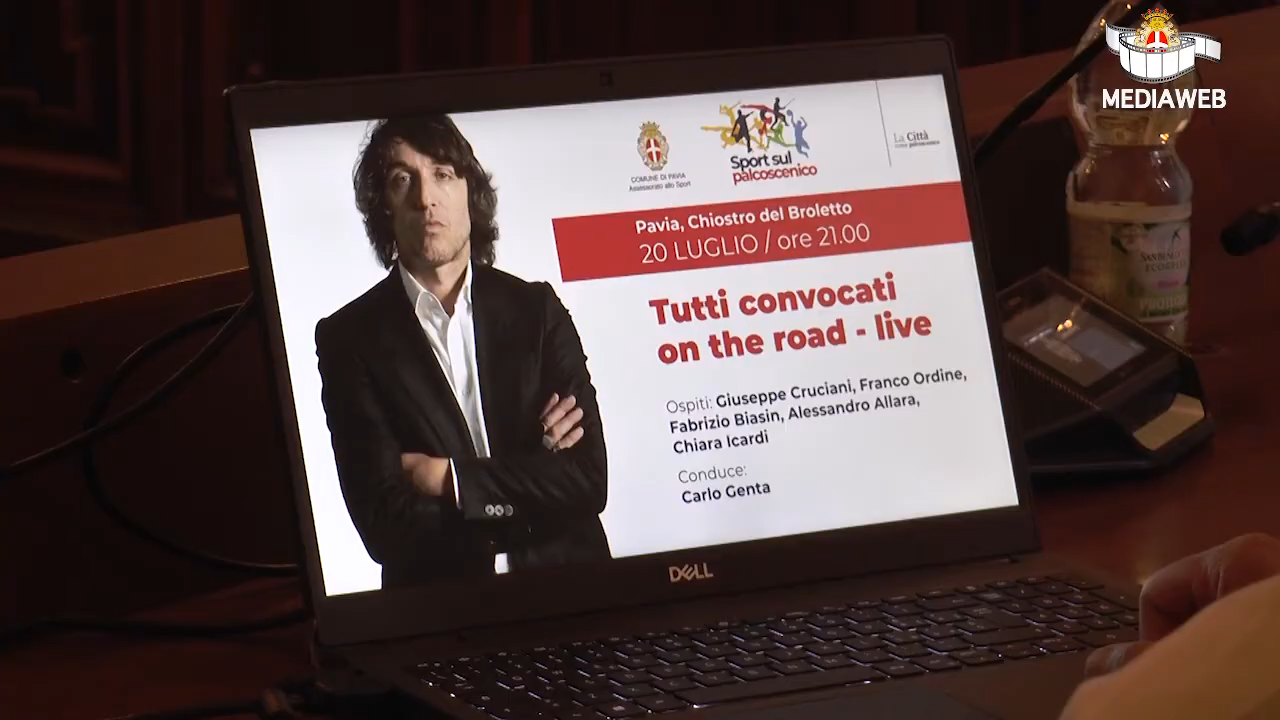 MEDIAWEB
COMUNE DI PAVIA
Assessorato allo Sport
Sport sul
palcoscenico
La Città
come palcoscenico
Pavia, Chiostro del Broletto
20 LUGLIO / ore 21.00
Tutti convocati
on the road - live
Ospiti: Giuseppe Cruciani, Franco Ordine,
Fabrizio Biasin, Alessandro Allara,
Chiara Icardi
Conduce:
Carlo Genta
DELL